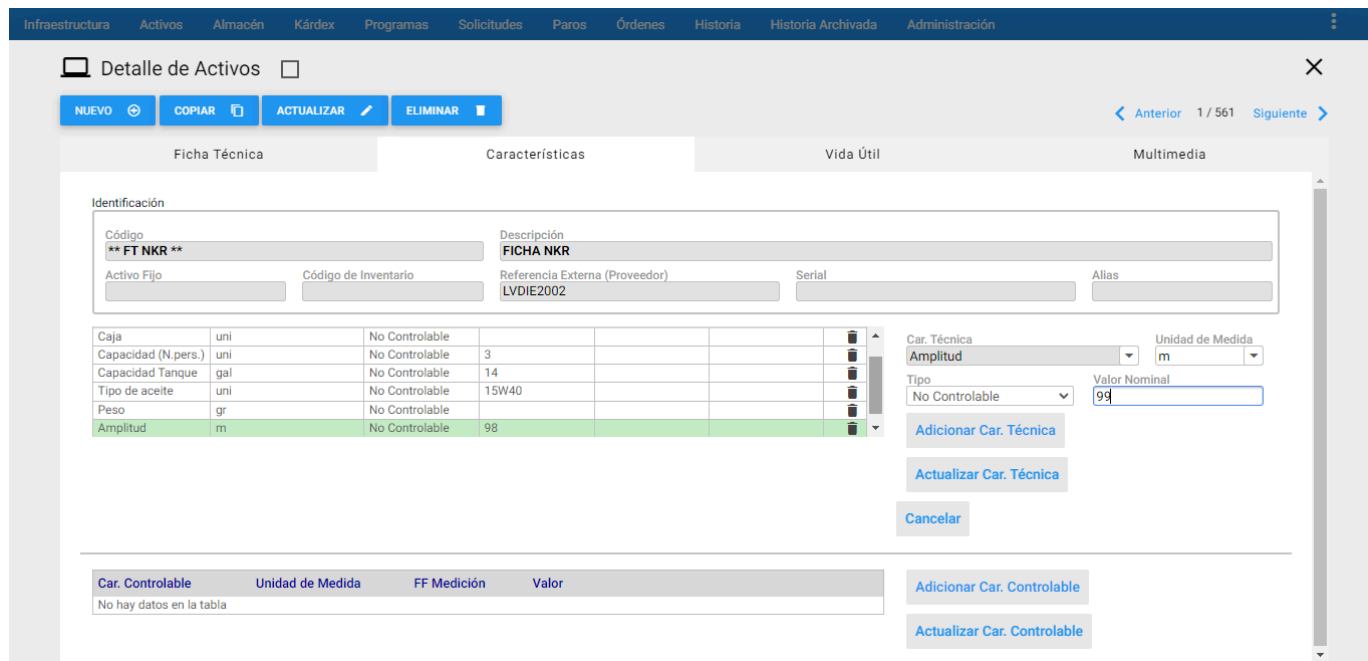 Infraestructura Activos Almacén Kárdex Programas Solicitudes Paros Órdenes Historia Historia Archivada Administración
Detalle de Activos
NUEVO COPIAR ACTUALIZAR ELIMINAR Anterior 1 / 561 Siguiente
Ficha Técnica Características Vida Útil Multimedia
Identificación
Código Descripción
** FT NKR ** FICHA NKR
Activo Fijo Código de Inventario Referencia Externa (Proveedor) Serial Alias
LVDIE2002
Caja uni No Controlable
Capacidad (N.pers.) uni No Controlable 3
Capacidad Tanque gal No Controlable 14
Tipo de aceite uni No Controlable 15W40
Peso gr No Controlable
Amplitud m No Controlable 98
Car. Técnica Unidad de Medida
Amplitud m
Tipo Valor Nominal
No Controlable 99
Adicionar Car. Técnica
Actualizar Car. Técnica
Cancelar
Car. Controlable Unidad de Medida FF Medición Valor
No hay datos en la tabla
Adicionar Car. Controlable
Actualizar Car. Controlable